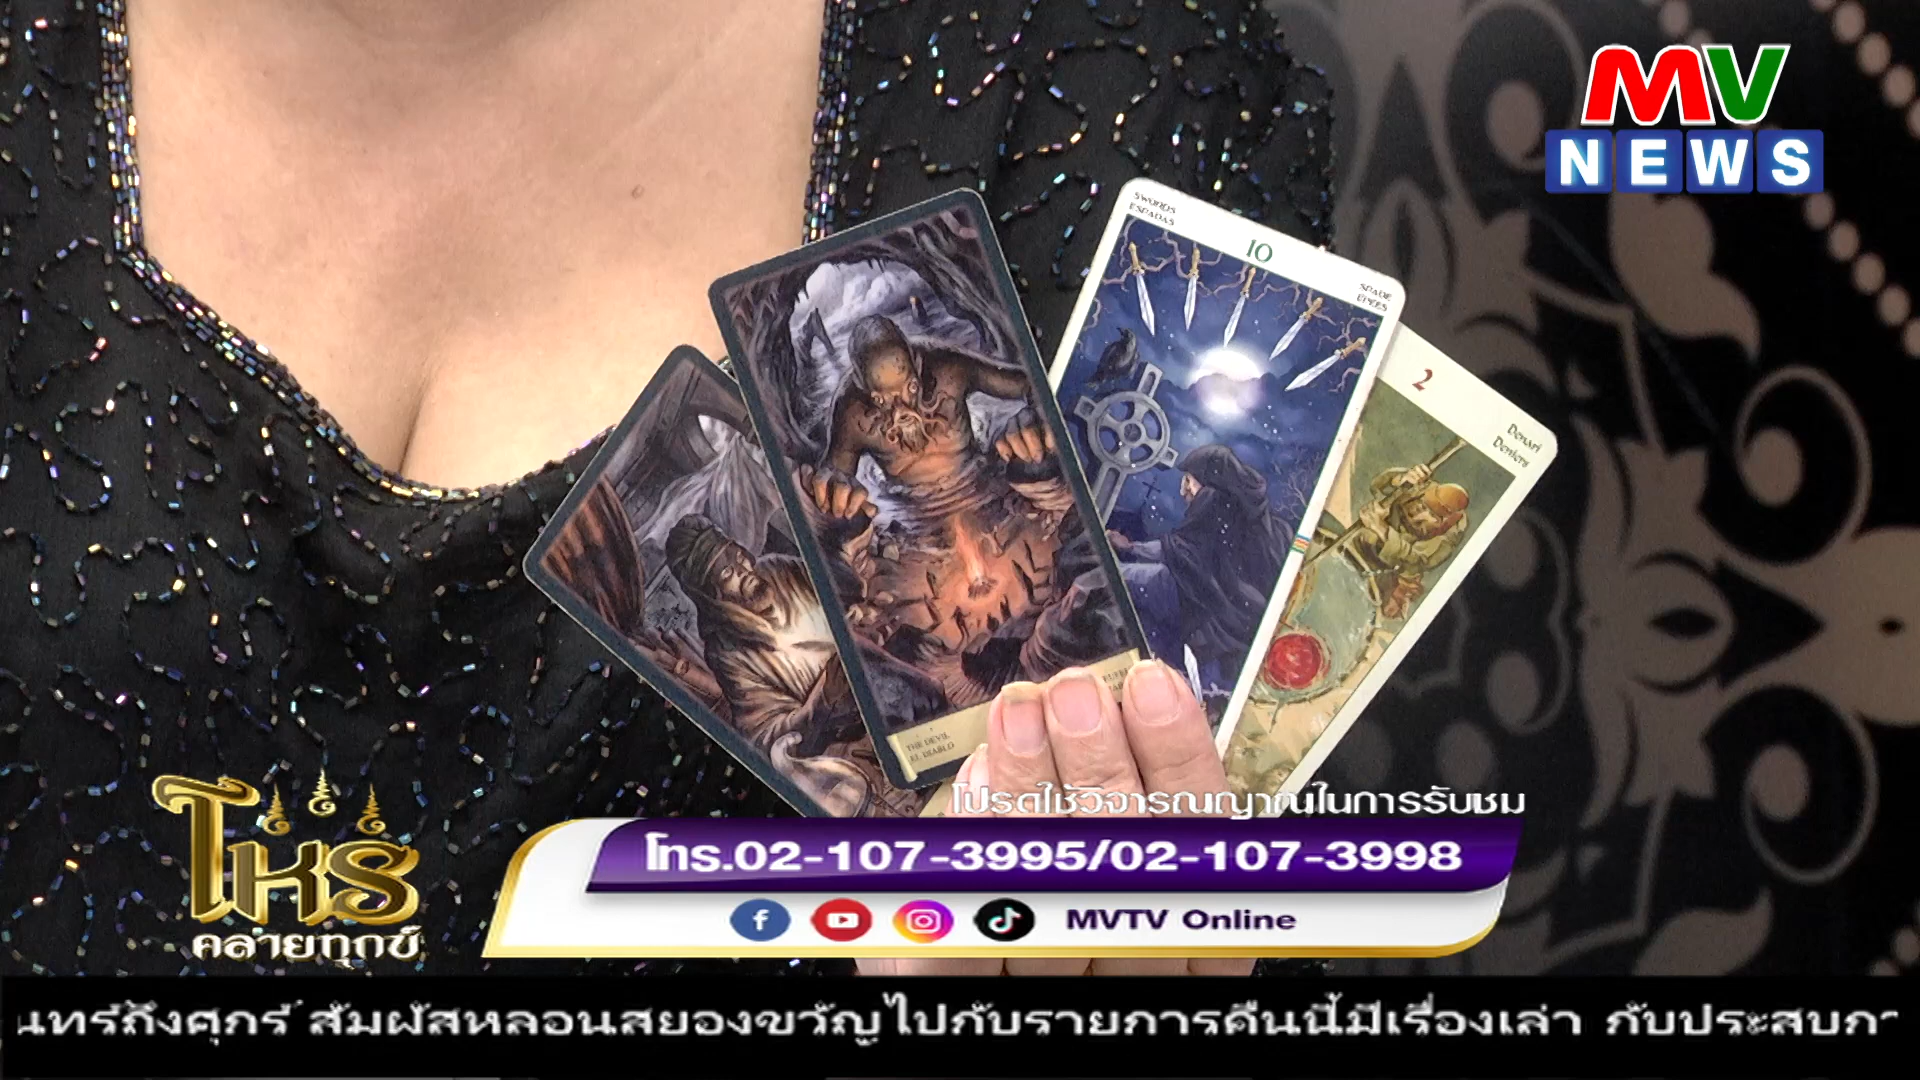 MV
NEWS
SWORDS
ESPADAS
10
SPADE
EPEES
2
Denari
Deniers
THE DEVIL
EL DIABLO
โปรดใช้วิจารณญาณในการรับชม
โทร.02-107-3995/02-107-3998
MVTV Online
โหร
คลายทุกข์
นทร์ถึงศุกร์ สัมผัสหลอนสยองขวัญไปกับรายการคืนนี้มีเรื่องเล่า กับประสบกา